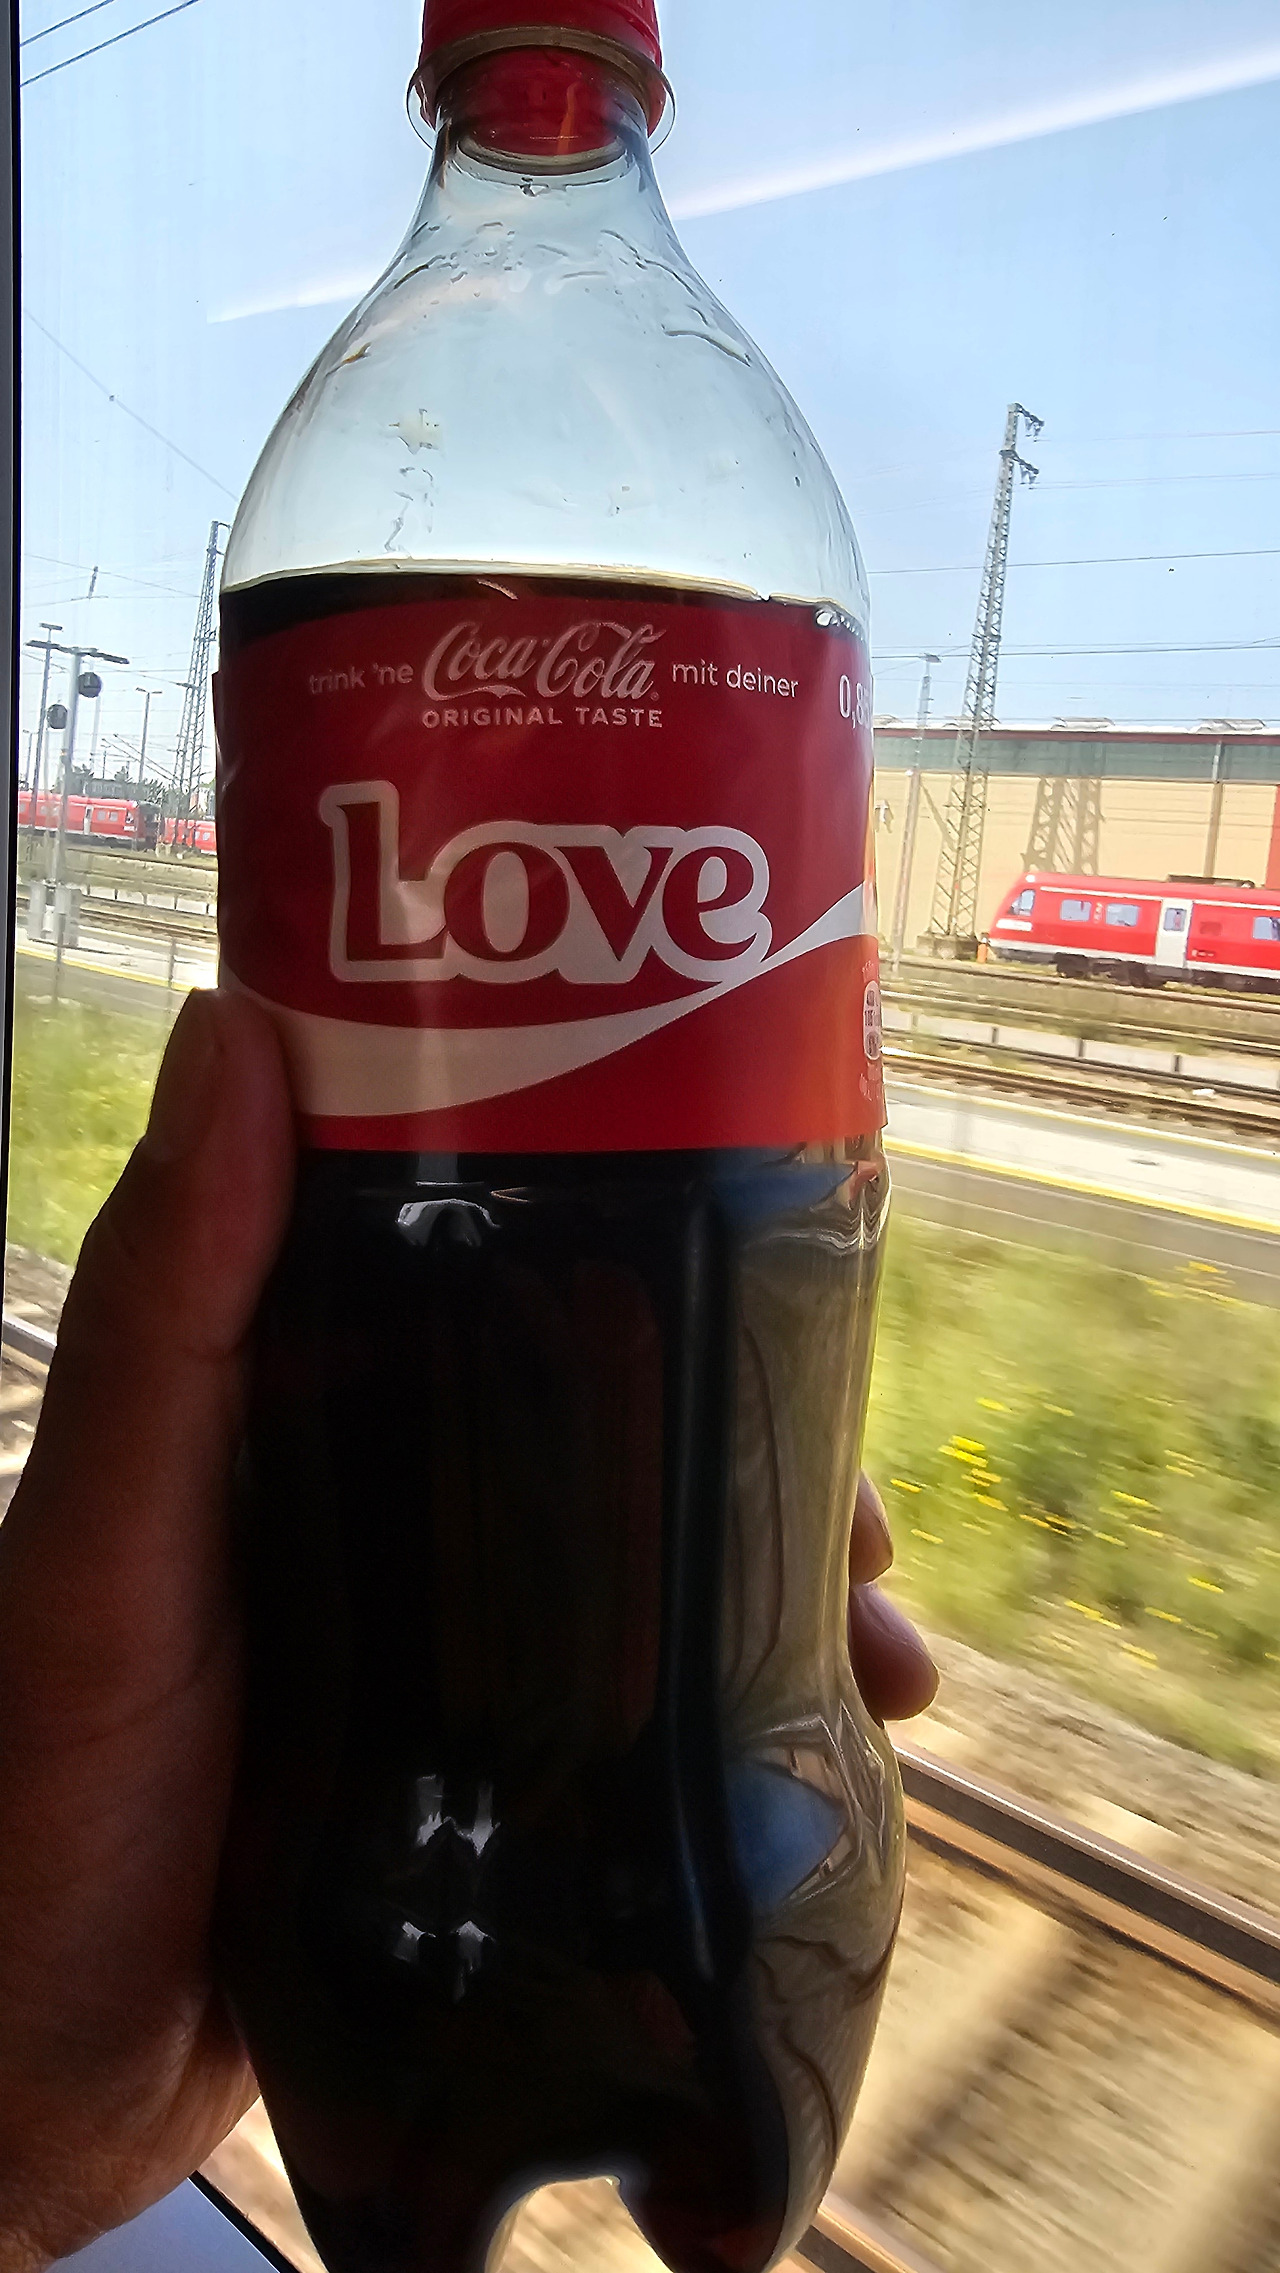 trink 'ne Coca-Cola mit deiner
ORIGINAL TASTE
Love